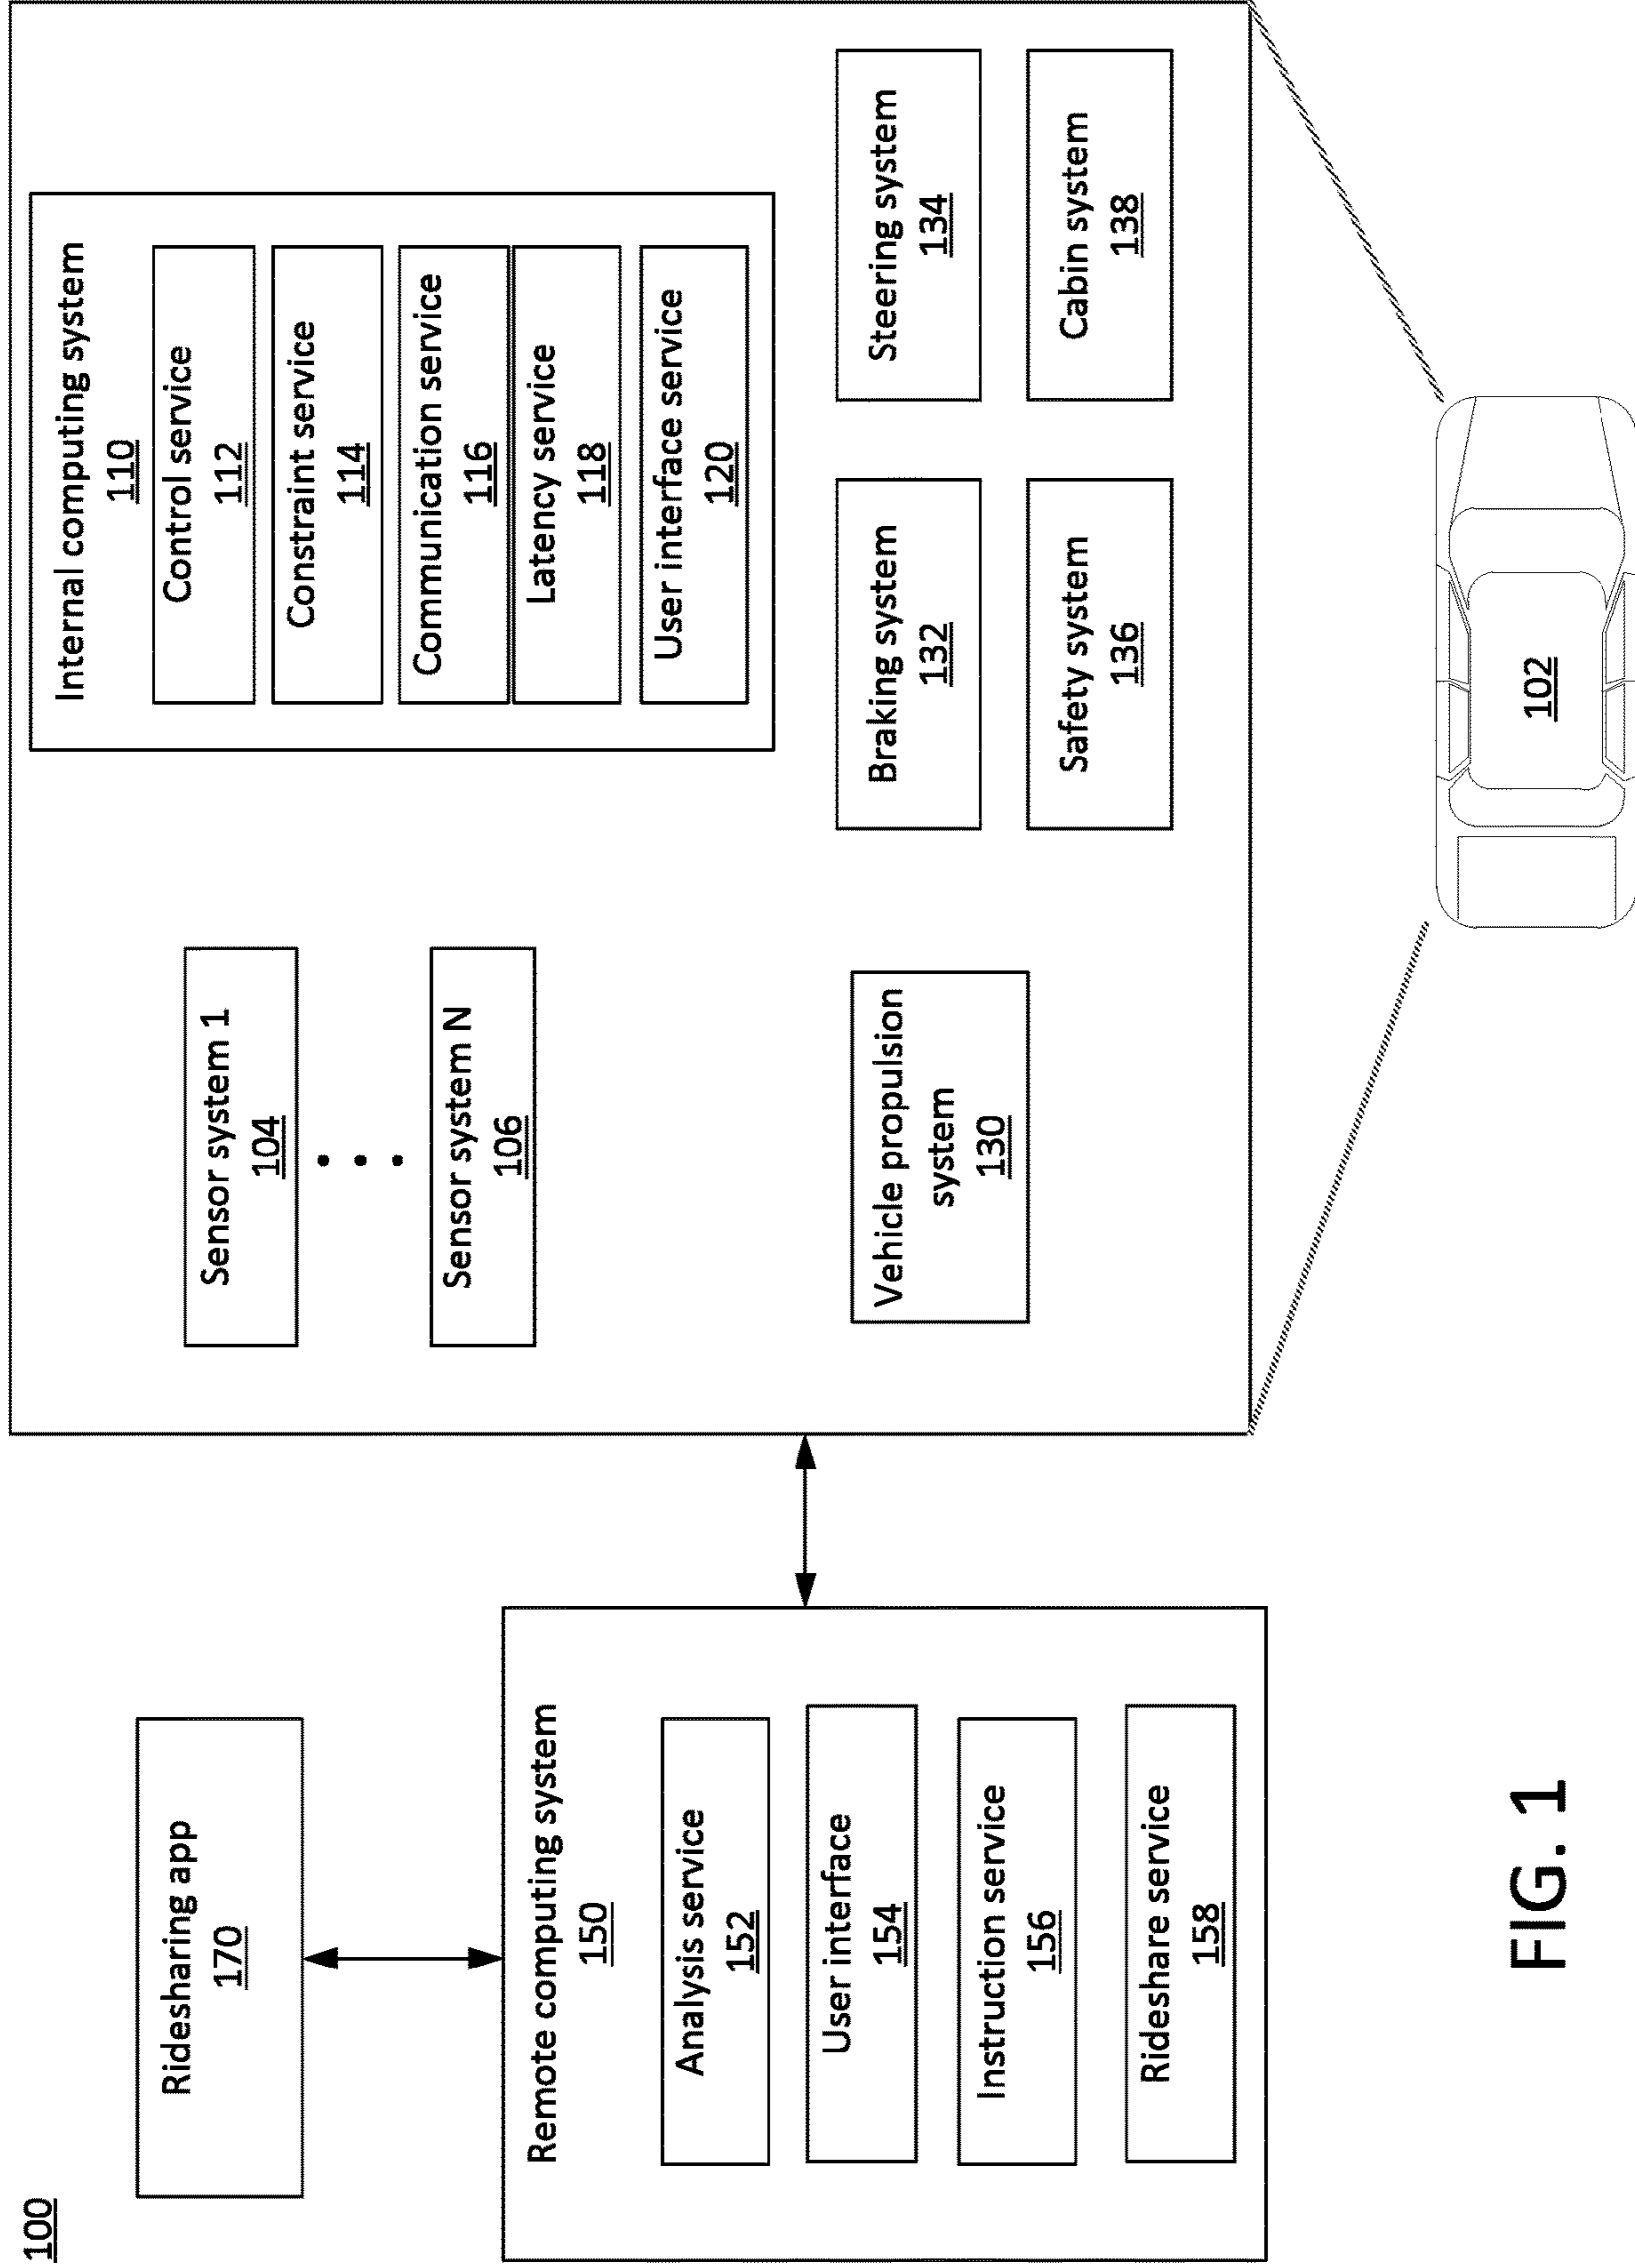 100
Ridesharing app
170
Remote computing system
150
Analysis service
152
User interface
154
Instruction service
156
Rideshare service
158
Sensor system 1
104
Sensor system N
106
Internal computing system
110
Control service
112
Constraint service
114
Communication service
116
Latency service
118
User interface service
120
Vehicle propulsion
system
130
Braking system
132
Steering system
134
Safety system
136
Cabin system
138
102
FIG. 1